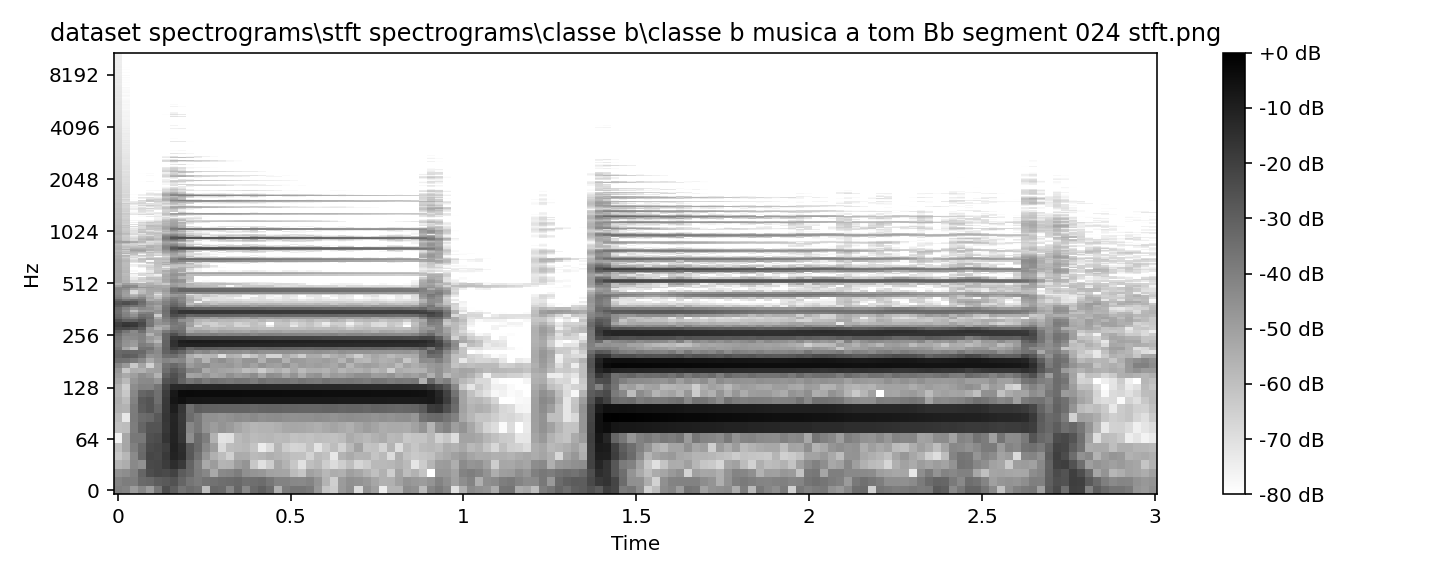 dataset spectrograms\stft spectrograms\classe b\classe b musica a tom Bb segment 024 stft.png
8192
4096
2048
1024
512
256
128
64
0
Hz
0
0.5
1
1.5
2
2.5
3
Time
+0 dB
-10 dB
-20 dB
-30 dB
-40 dB
-50 dB
-60 dB
-70 dB
-80 dB